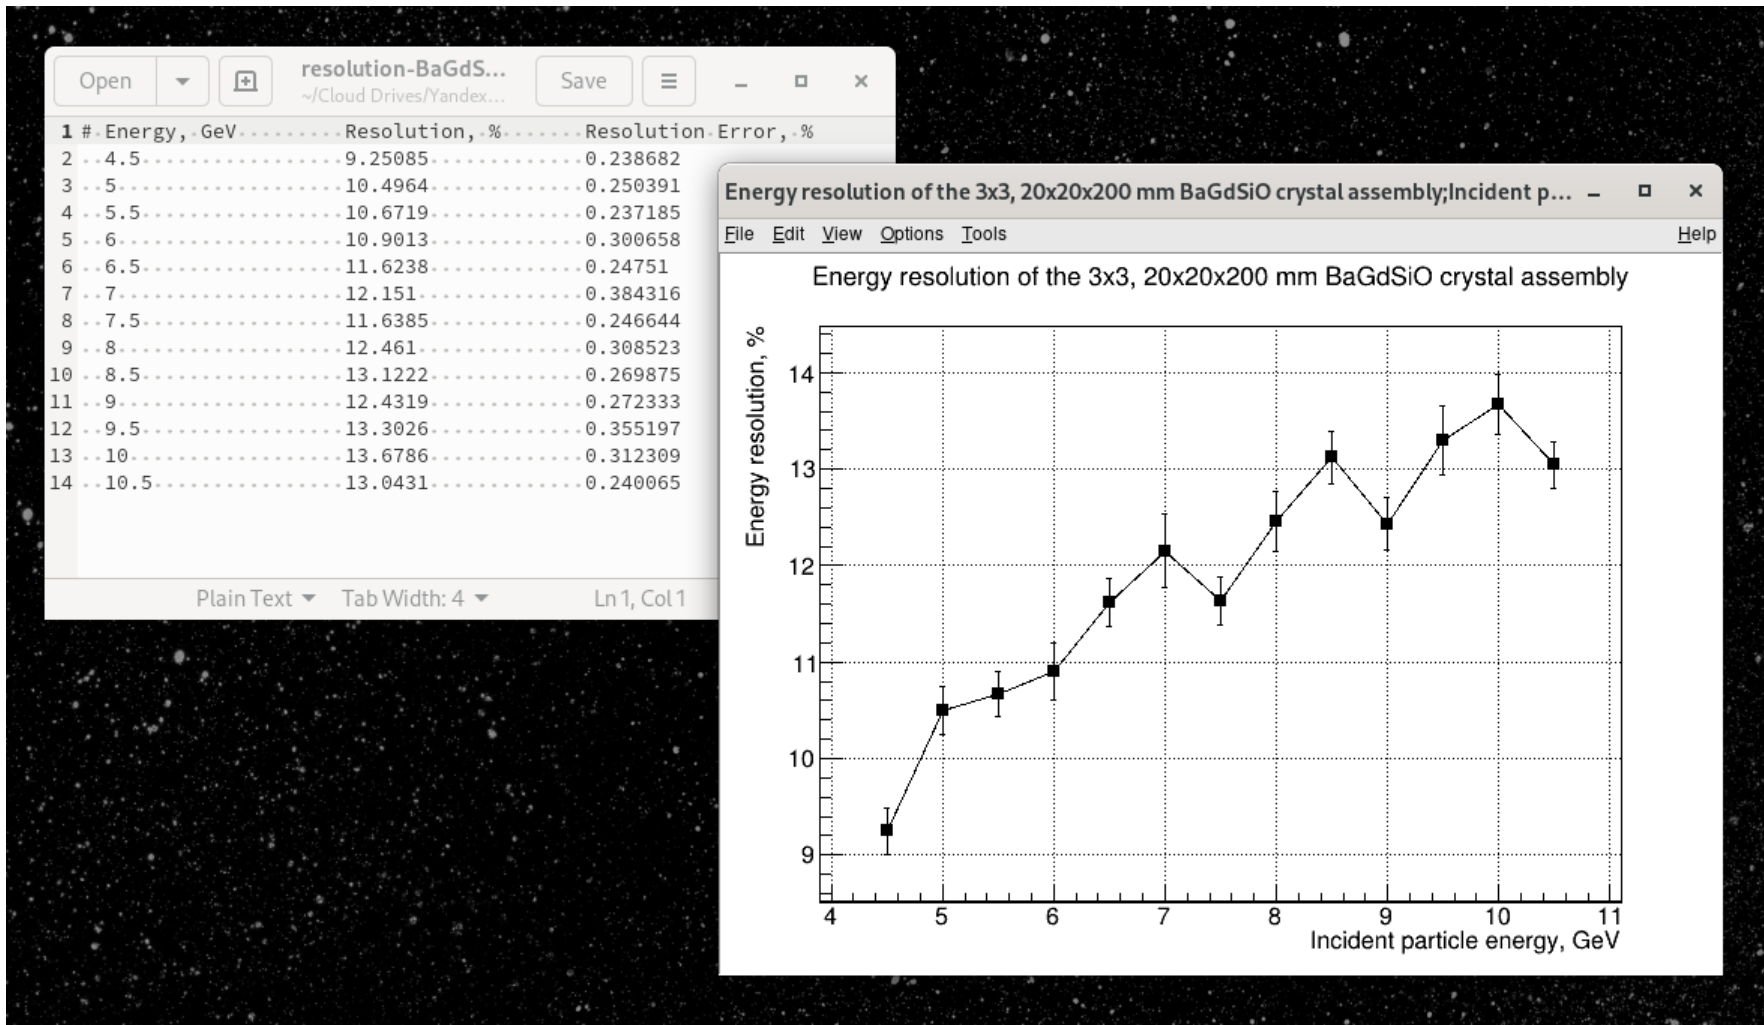 Open
resolution-BaGdS...
~/Cloud Drives/Yandex...
Save
1 # Energy, GeV Resolution, % Resolution Error, %
2 4.5 9.25085 0.238682
3 5 10.4964 0.250391
4 5.5 10.6719 0.237185
5 6 10.9013 0.300658
6 6.5 11.6238 0.24751
7 7 12.151 0.384316
8 7.5 11.6385 0.246644
9 8 12.461 0.308523
10 8.5 13.1222 0.269875
11 9 12.4319 0.272333
12 9.5 13.3026 0.355197
13 10 13.6786 0.312309
14 10.5 13.0431 0.240065
Plain Text Tab Width: 4 Ln 1, Col 1
Energy resolution of the 3x3, 20x20x200 mm BaGdSiO crystal assembly;Incident p...
File Edit View Options Tools Help
Energy resolution of the 3x3, 20x20x200 mm BaGdSiO crystal assembly
Energy resolution, %
14
13
12
11
10
9
4 5 6 7 8 9 10 11
Incident particle energy, GeV